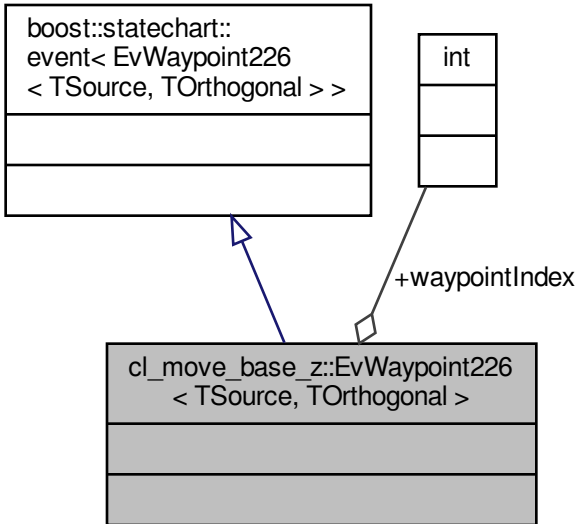 boost::statechart::
event< EvWaypoint226
< TSource, TOrthogonal > >
int
+waypointIndex
cl_move_base_z::EvWaypoint226
< TSource, TOrthogonal >